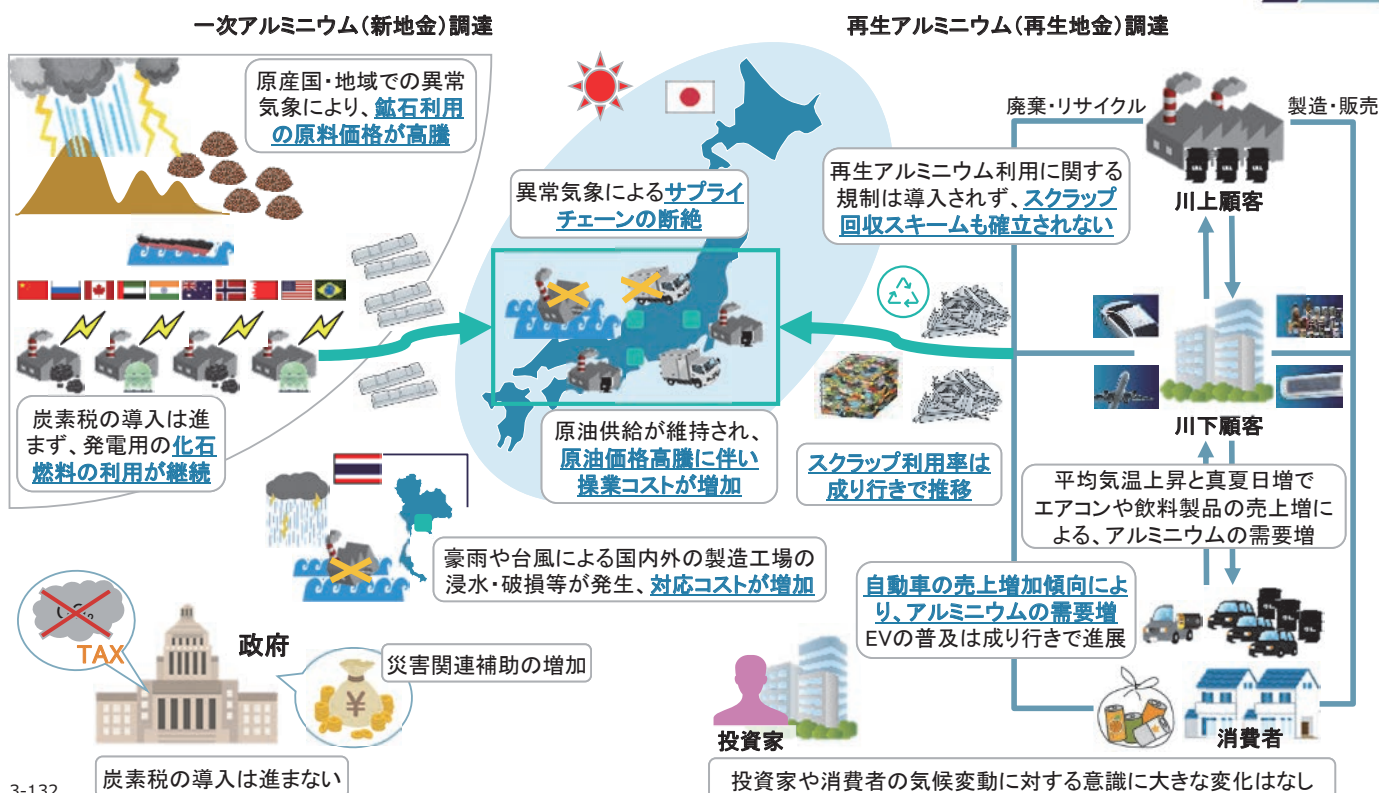 一次アルミニウム(新地金)調達
再生アルミニウム(再生地金)調達
原産国・地域での異常
気象により、鉱石利用
の原料価格が高騰
異常気象によるサプライ
チェーンの断絶
廃棄・リサイクル
製造・販売
再生アルミニウム利用に関する
規制は導入されず、スクラップ
回収スキームも確立されない
川上顧客
炭素税の導入は進
まず、発電用の化石
燃料の利用が継続
原油供給が維持され、
原油価格高騰に伴い
操業コストが増加
スクラップ利用率は
成り行きで推移
川下顧客
平均気温上昇と真夏日増で
エアコンや飲料製品の売上増に
よる、アルミニウムの需要増
豪雨や台風による国内外の製造工場の
浸水・破損等が発生、対応コストが増加
自動車の売上増加傾向によ
り、アルミニウムの需要増
EVの普及は成り行きで進展
TAX
政府
¥
災害関連補助の増加
投資家
消費者
炭素税の導入は進まない
投資家や消費者の気候変動に対する意識に大きな変化はなし
3-132